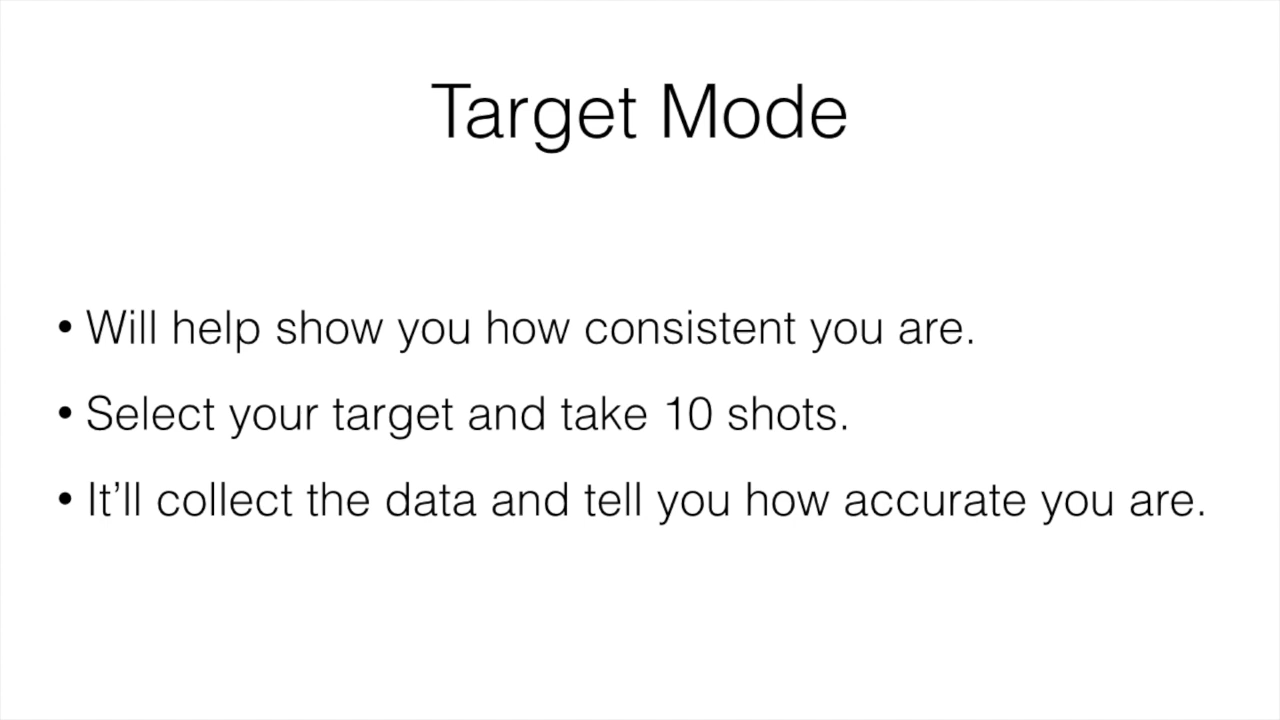 Target Mode
• Will help show you how consistent you are.
• Select your target and take 10 shots.
• It’ll collect the data and tell you how accurate you are.